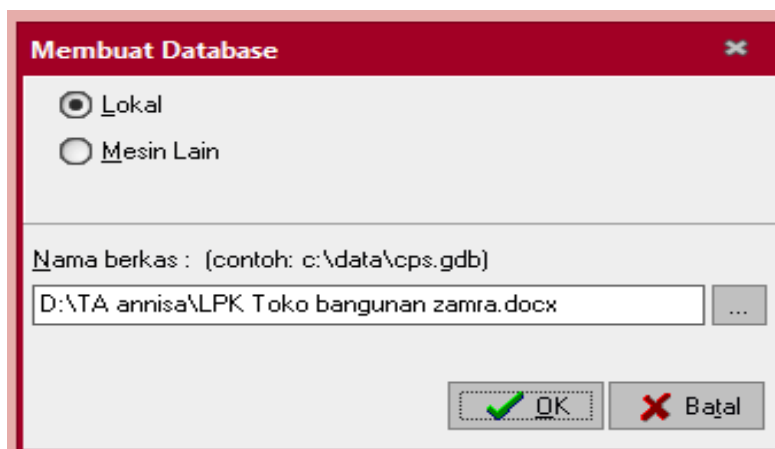 Membuat Database
Lokal
Mesin Lain
Nama berkas : (contoh: c:\data\cps.gdb)
D:\TA annisa\LPK Toko bangunan zamra.docx
...
OK
Batal